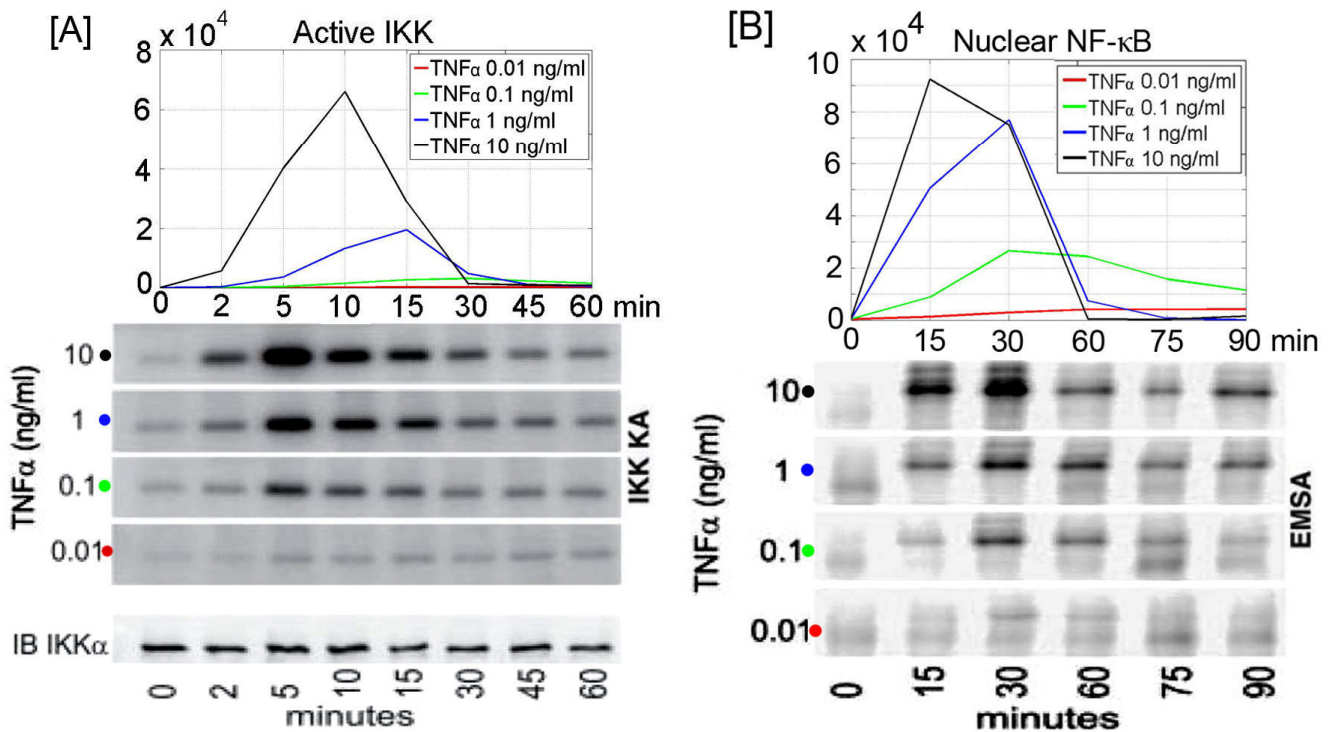 [A]
x 10⁴
Active IKK
8
6
4
2
0
TNFα 0.01 ng/ml
TNFα 0.1 ng/ml
TNFα 1 ng/ml
TNFα 10 ng/ml
0 2 5 10 15 30 45 60 min
TNFα (ng/ml)
10
1
0.1
0.01
IKK KA
IB IKKα
0 2 5 10 15 30 45 60
minutes
[B]
x 10⁴
Nuclear NF-κB
10
8
6
4
2
0
TNFα 0.01 ng/ml
TNFα 0.1 ng/ml
TNFα 1 ng/ml
TNFα 10 ng/ml
0 15 30 60 75 90 min
TNFα (ng/ml)
10
1
0.1
0.01
EMSA
0 15 30 60 75 90
minutes